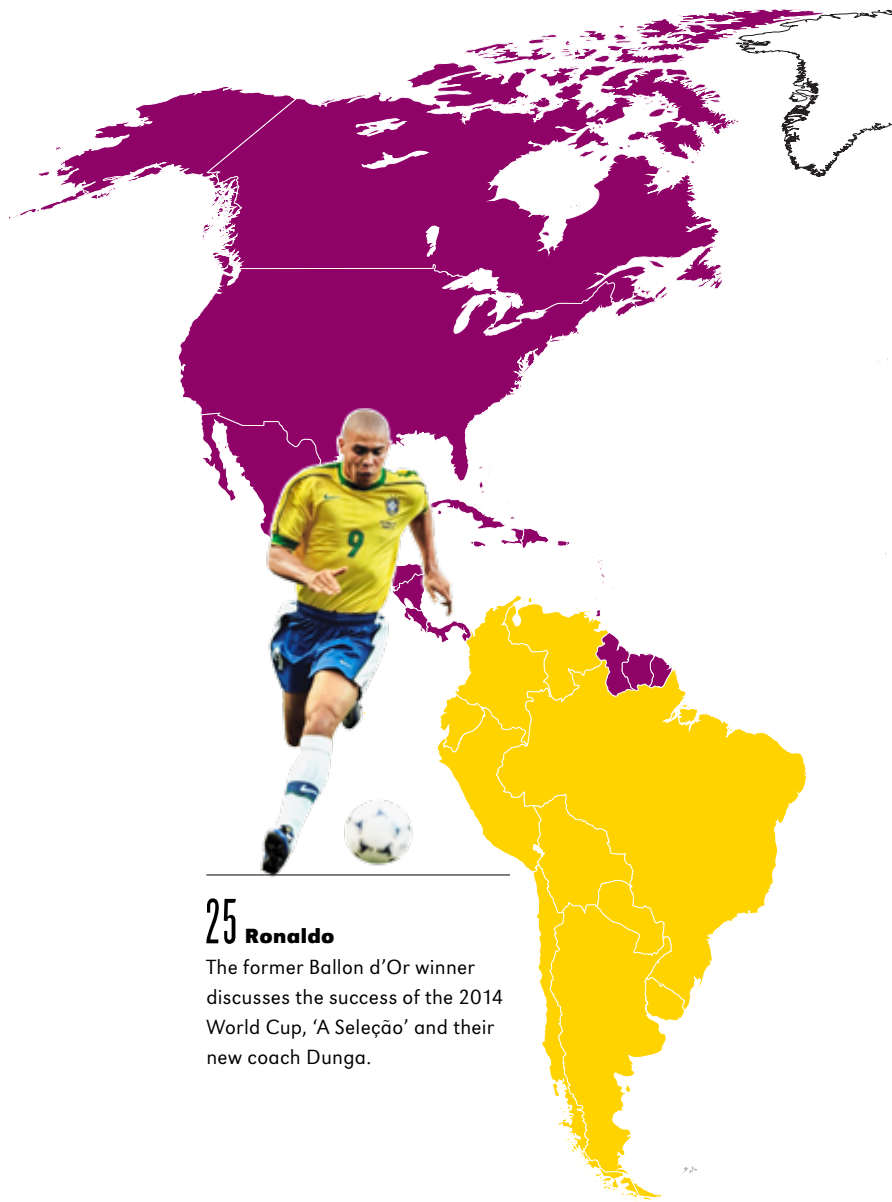 9
25 Ronaldo
The former Ballon d’Or winner
discusses the success of the 2014
World Cup, ‘A Seleção’ and their
new coach Dunga.